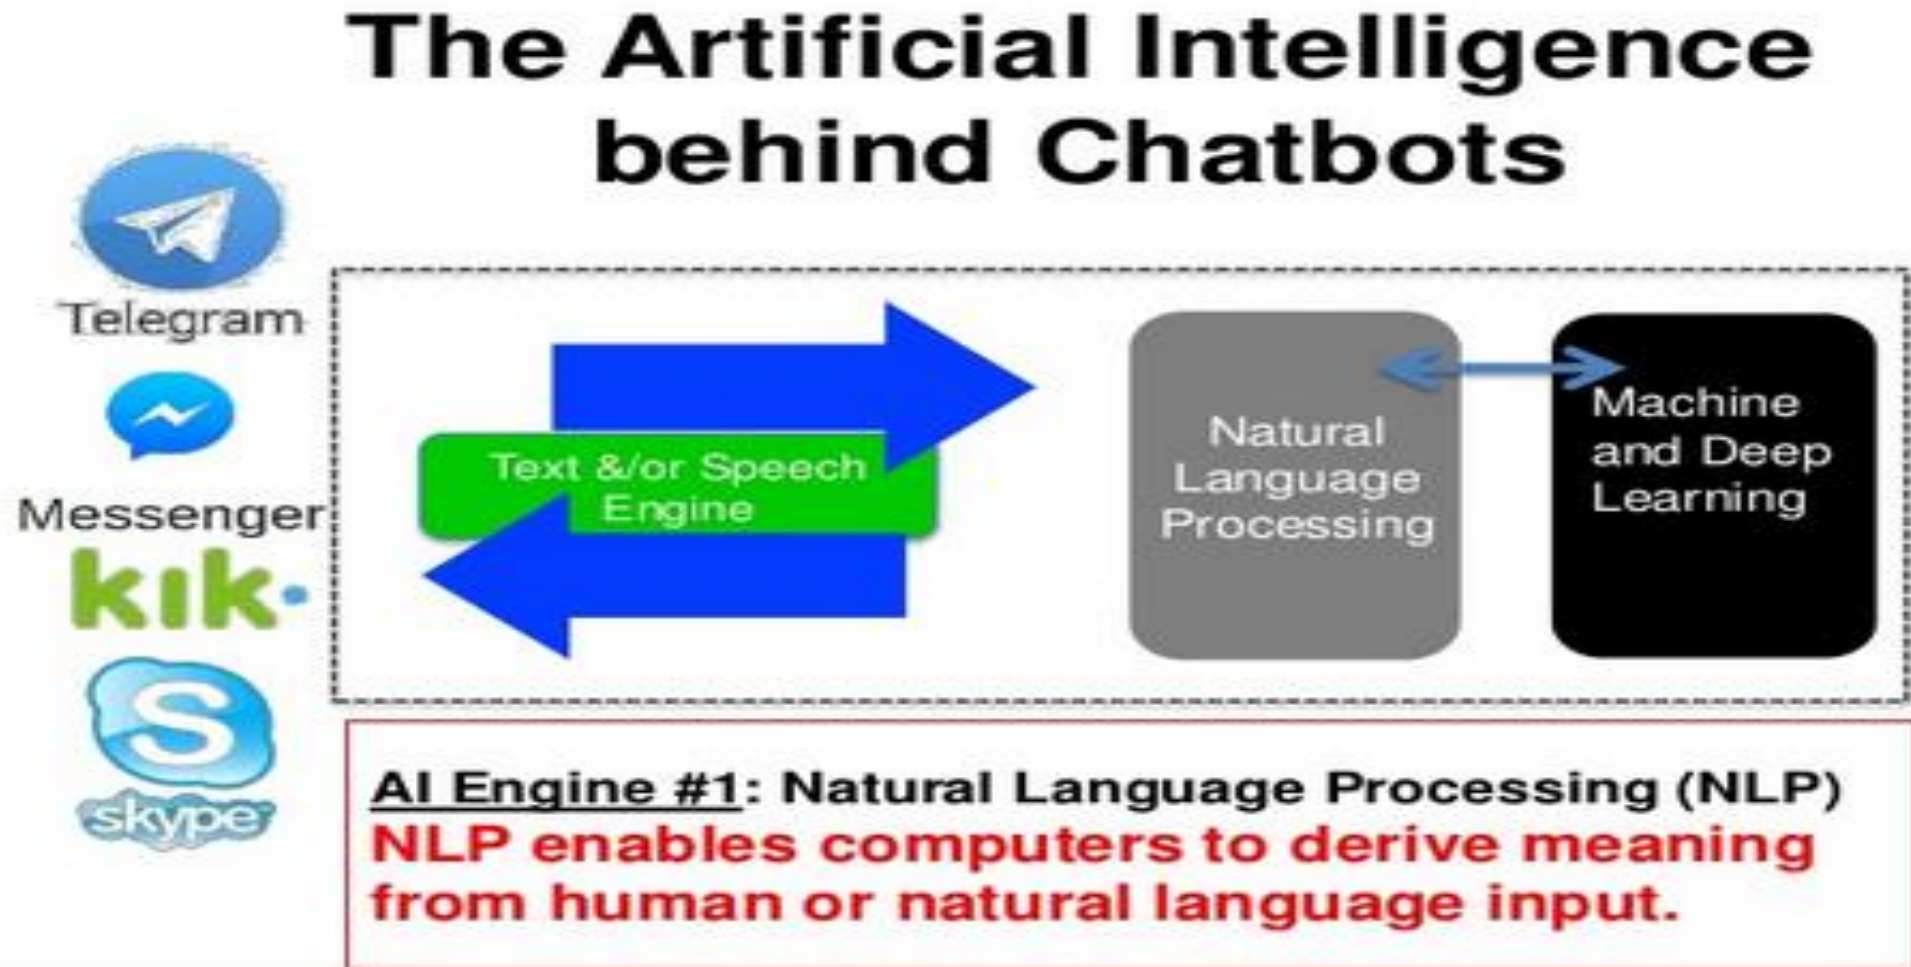 The Artificial Intelligence
behind Chatbots
Telegram
Messenger
kik
S
skype
Text &/or Speech
Engine
Natural
Language
Processing
Machine
and Deep
Learning
AI Engine #1: Natural Language Processing (NLP)
NLP enables computers to derive meaning
from human or natural language input.